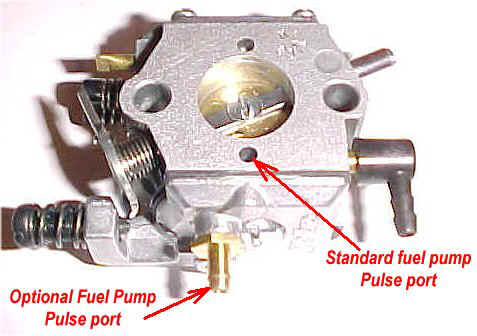 Standard fuel pump
Pulse port
Optional Fuel Pump
Pulse port